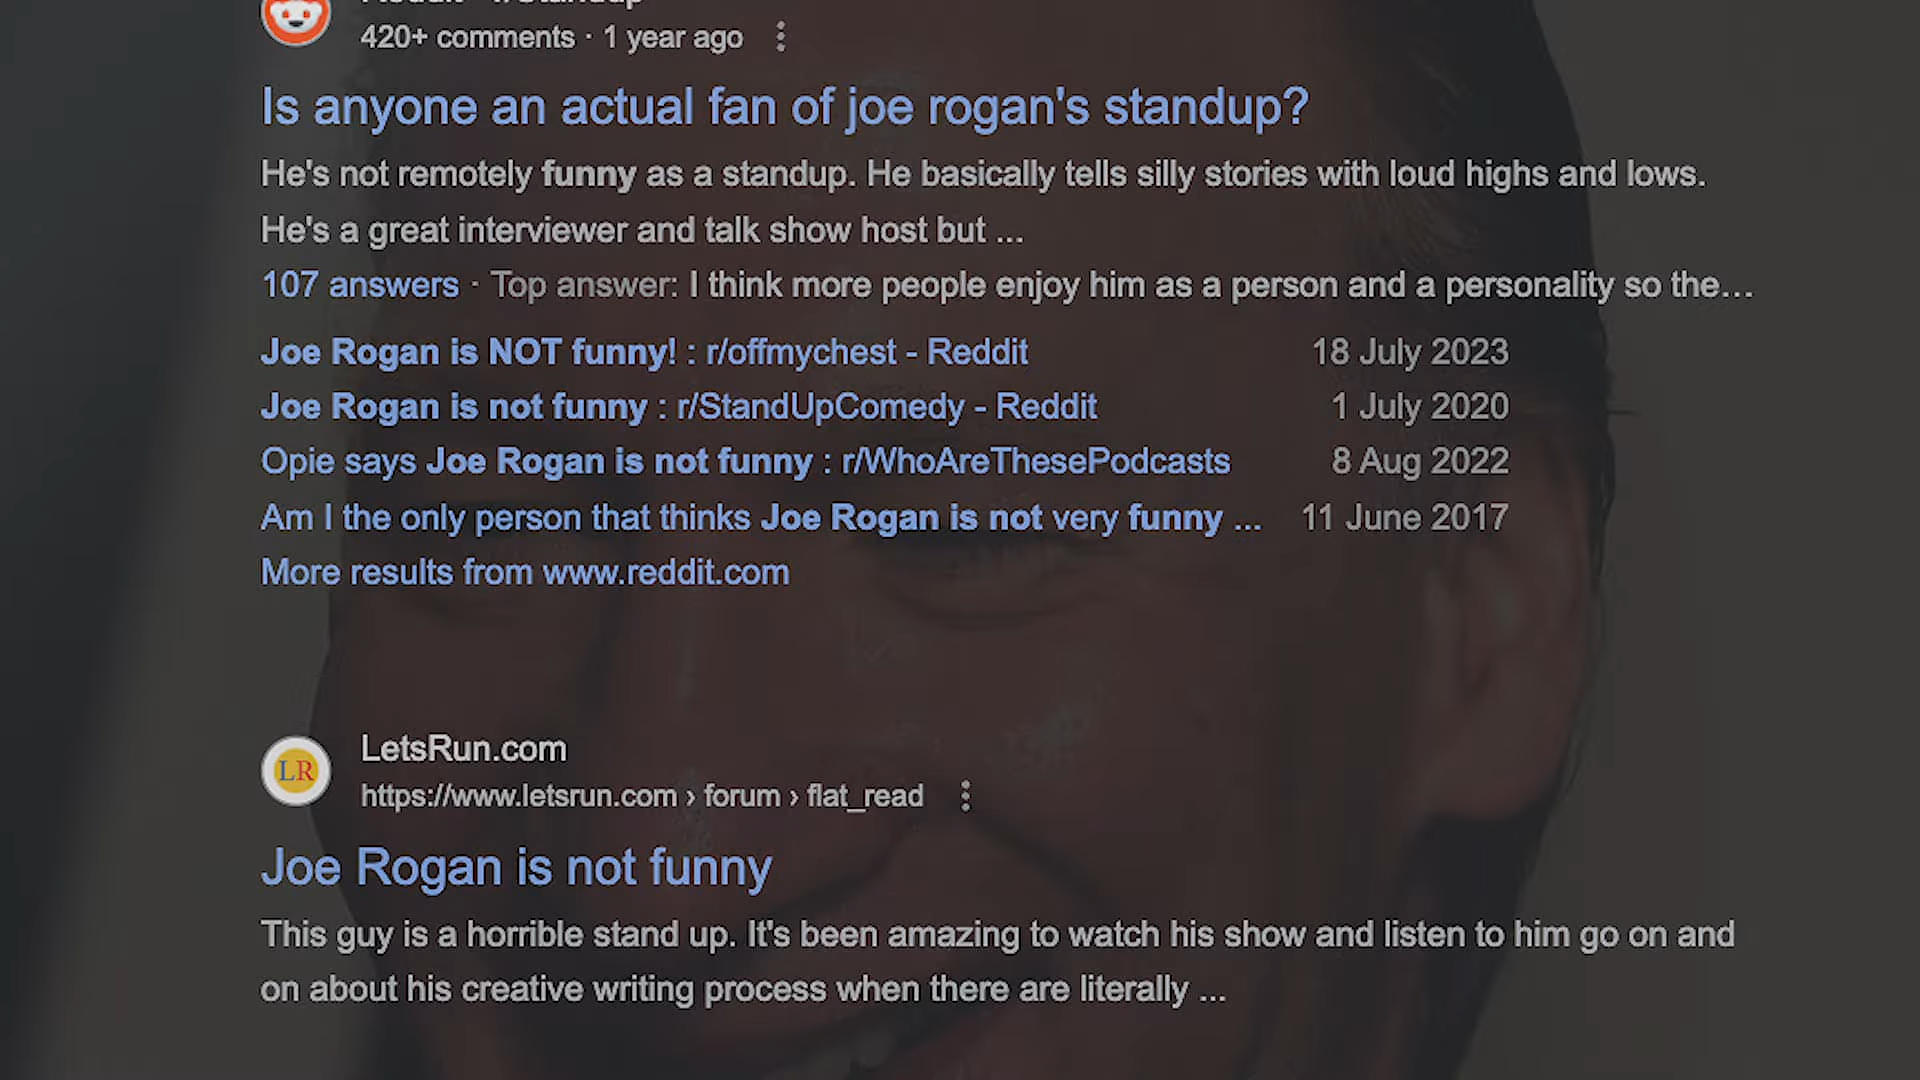 420+ comments · 1 year ago
Is anyone an actual fan of joe rogan's standup?
He's not remotely funny as a standup. He basically tells silly stories with loud highs and lows.
He's a great interviewer and talk show host but ...
107 answers · Top answer: I think more people enjoy him as a person and a personality so the...
Joe Rogan is NOT funny! : r/offmychest - Reddit 18 July 2023
Joe Rogan is not funny : r/StandUpComedy - Reddit 1 July 2020
Opie says Joe Rogan is not funny : r/WhoAreThesePodcasts 8 Aug 2022
Am I the only person that thinks Joe Rogan is not very funny ... 11 June 2017
More results from www.reddit.com
LR
LetsRun.com
https://www.letsrun.com › forum › flat_read
Joe Rogan is not funny
This guy is a horrible stand up. It's been amazing to watch his show and listen to him go on and
on about his creative writing process when there are literally ...